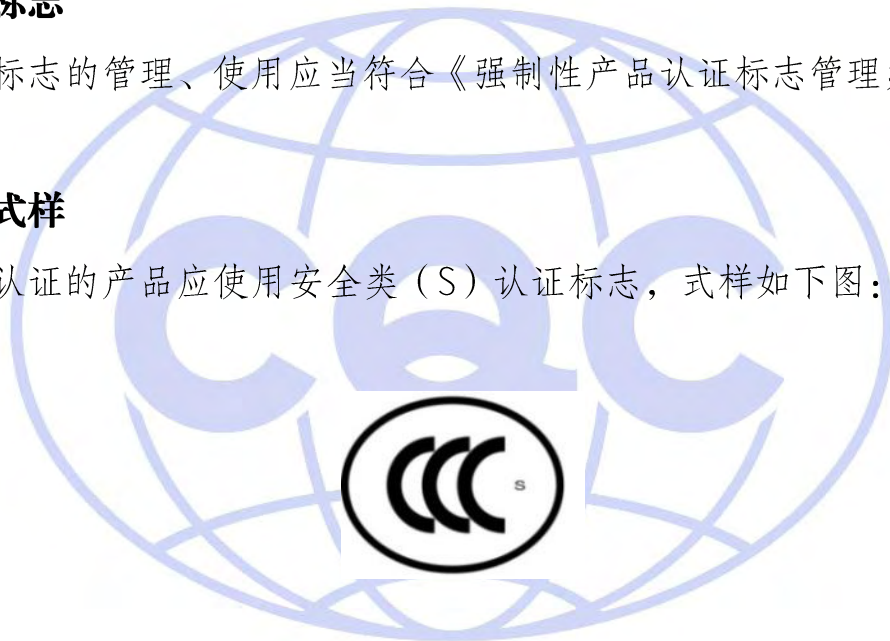 标志
标志的管理、使用应当符合《强制性产品认证标志管理
式样
认证的产品应使用安全类（S）认证标志，式样如下图：
CQC
CCC S